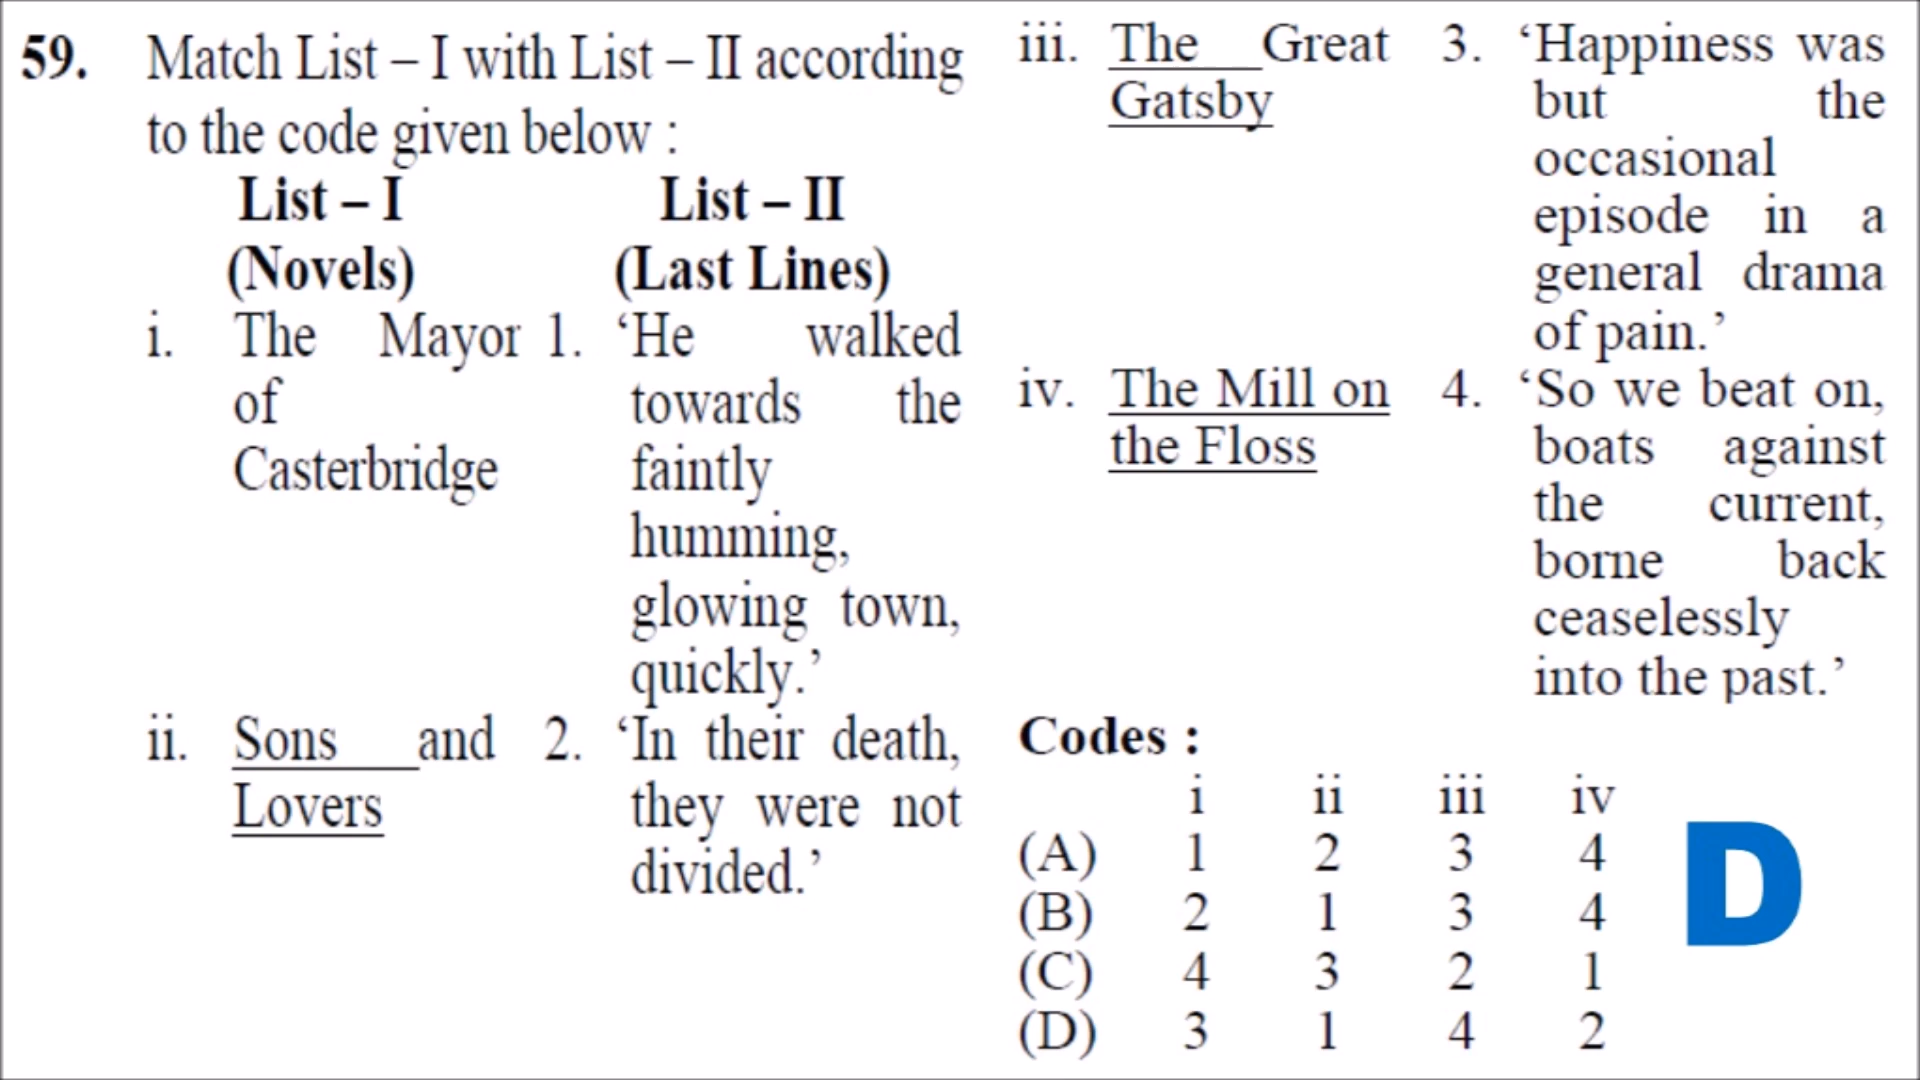 59. Match List – I with List – II according
to the code given below :
List – I List – II
(Novels) (Last Lines)
i. The Mayor 1. ‘He walked
of towards the
Casterbridge faintly
humming,
glowing town,
quickly.’
ii. Sons and 2. ‘In their death,
Lovers they were not
divided.’
iii. The Great 3. ‘Happiness was
Gatsby but the
occasional
episode in a
general drama
of pain.’
iv. The Mill on 4. ‘So we beat on,
the Floss boats against
the current,
borne back
ceaselessly
into the past.’
Codes :
i ii iii iv
(A) 1 2 3 4
(B) 2 1 3 4
(C) 4 3 2 1
(D) 3 1 4 2
D